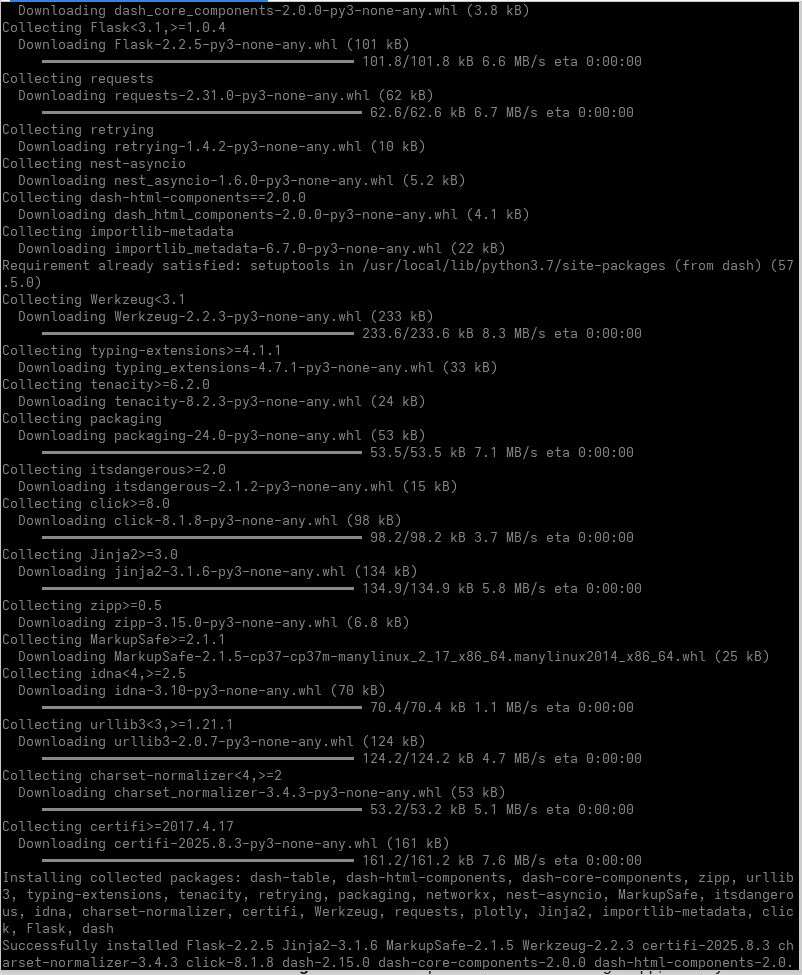 Downloading dash_core_components-2.0.0-py3-none-any.whl (3.8 kB)
Collecting Flask<3.1,>=1.0.4
Downloading Flask-2.2.5-py3-none-any.whl (101 kB)
101.8/101.8 kB 6.6 MB/s eta 0:00:00
Collecting requests
Downloading requests-2.31.0-py3-none-any.whl (62 kB)
62.6/62.6 kB 6.7 MB/s eta 0:00:00
Collecting retrying
Downloading retrying-1.4.2-py3-none-any.whl (10 kB)
Collecting nest-asyncio
Downloading nest_asyncio-1.6.0-py3-none-any.whl (5.2 kB)
Collecting dash-html-components==2.0.0
Downloading dash_html_components-2.0.0-py3-none-any.whl (4.1 kB)
Collecting importlib-metadata
Downloading importlib_metadata-6.7.0-py3-none-any.whl (22 kB)
Requirement already satisfied: setuptools in /usr/local/lib/python3.7/site-packages (from dash) (57
.5.0)
Collecting Werkzeug<3.1
Downloading Werkzeug-2.2.3-py3-none-any.whl (233 kB)
233.6/233.6 kB 8.3 MB/s eta 0:00:00
Collecting typing-extensions>=4.1.1
Downloading typing_extensions-4.7.1-py3-none-any.whl (33 kB)
Collecting tenacity>=6.2.0
Downloading tenacity-8.2.3-py3-none-any.whl (24 kB)
Collecting packaging
Downloading packaging-24.0-py3-none-any.whl (53 kB)
53.5/53.5 kB 7.1 MB/s eta 0:00:00
Collecting itsdangerous>=2.0
Downloading itsdangerous-2.1.2-py3-none-any.whl (15 kB)
Collecting click>=8.0
Downloading click-8.1.8-py3-none-any.whl (98 kB)
98.2/98.2 kB 3.7 MB/s eta 0:00:00
Collecting Jinja2>=3.0
Downloading jinja2-3.1.6-py3-none-any.whl (134 kB)
134.9/134.9 kB 5.8 MB/s eta 0:00:00
Collecting zipp>=0.5
Downloading zipp-3.15.0-py3-none-any.whl (6.8 kB)
Collecting MarkupSafe>=2.1.1
Downloading MarkupSafe-2.1.5-cp37-cp37m-manylinux_2_17_x86_64.manylinux2014_x86_64.whl (25 kB)
Collecting idna<4,>=2.5
Downloading idna-3.10-py3-none-any.whl (70 kB)
70.4/70.4 kB 1.1 MB/s eta 0:00:00
Collecting urllib3<3,>=1.21.1
Downloading urllib3-2.0.7-py3-none-any.whl (124 kB)
124.2/124.2 kB 4.7 MB/s eta 0:00:00
Collecting charset-normalizer<4,>=2
Downloading charset_normalizer-3.4.3-py3-none-any.whl (53 kB)
53.2/53.2 kB 5.1 MB/s eta 0:00:00
Collecting certifi>=2017.4.17
Downloading certifi-2025.8.3-py3-none-any.whl (161 kB)
161.2/161.2 kB 7.6 MB/s eta 0:00:00
Installing collected packages: dash-table, dash-html-components, dash-core-components, zipp, urllib
3, typing-extensions, tenacity, retrying, packaging, networkx, nest-asyncio, MarkupSafe, itsdangero
us, idna, charset-normalizer, certifi, Werkzeug, requests, plotly, Jinja2, importlib-metadata, clic
k, Flask, dash
Successfully installed Flask-2.2.5 Jinja2-3.1.6 MarkupSafe-2.1.5 Werkzeug-2.2.3 certifi-2025.8.3 ch
arset-normalizer-3.4.3 click-8.1.8 dash-2.15.0 dash-core-components-2.0.0 dash-html-components-2.0.